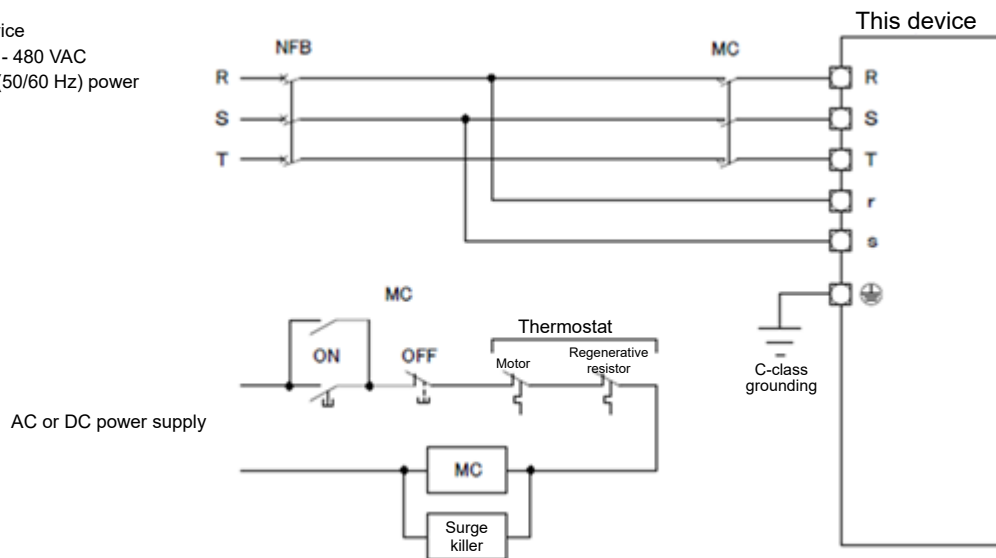 This device
NFB
- 480 VAC
MC
(50/60 Hz) power
R
R
S
S
T
T
r
s
MC
Thermostat
ON
OFF
Motor
Regenerative
resistor
C-class
grounding
AC or DC power supply
MC
Surge
killer